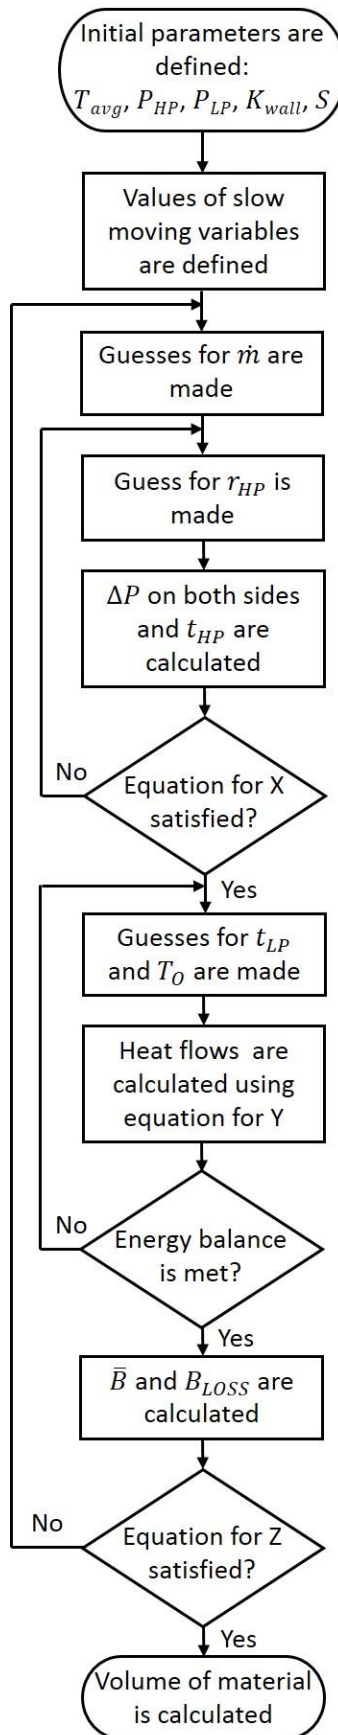 Initial parameters are
defined:
T_avg, P_HP, P_LP, K_wall, S
Values of slow
moving variables
are defined
Guesses for ṁ are
made
Guess for r_HP is
made
ΔP on both sides
and t_HP are
calculated
No
Equation for X
satisfied?
Yes
Guesses for t_LP
and T_O are made
Heat flows are
calculated using
equation for Y
No
Energy balance
is met?
Yes
B̄ and B_LOSS are
calculated
No
Equation for Z
satisfied?
Yes
Volume of material
is calculated